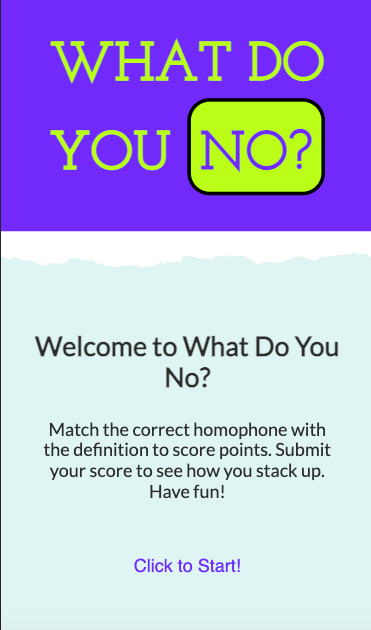 WHAT DO
YOU NO?
Welcome to What Do You
No?
Match the correct homophone with
the definition to score points. Submit
your score to see how you stack up.
Have fun!
Click to Start!